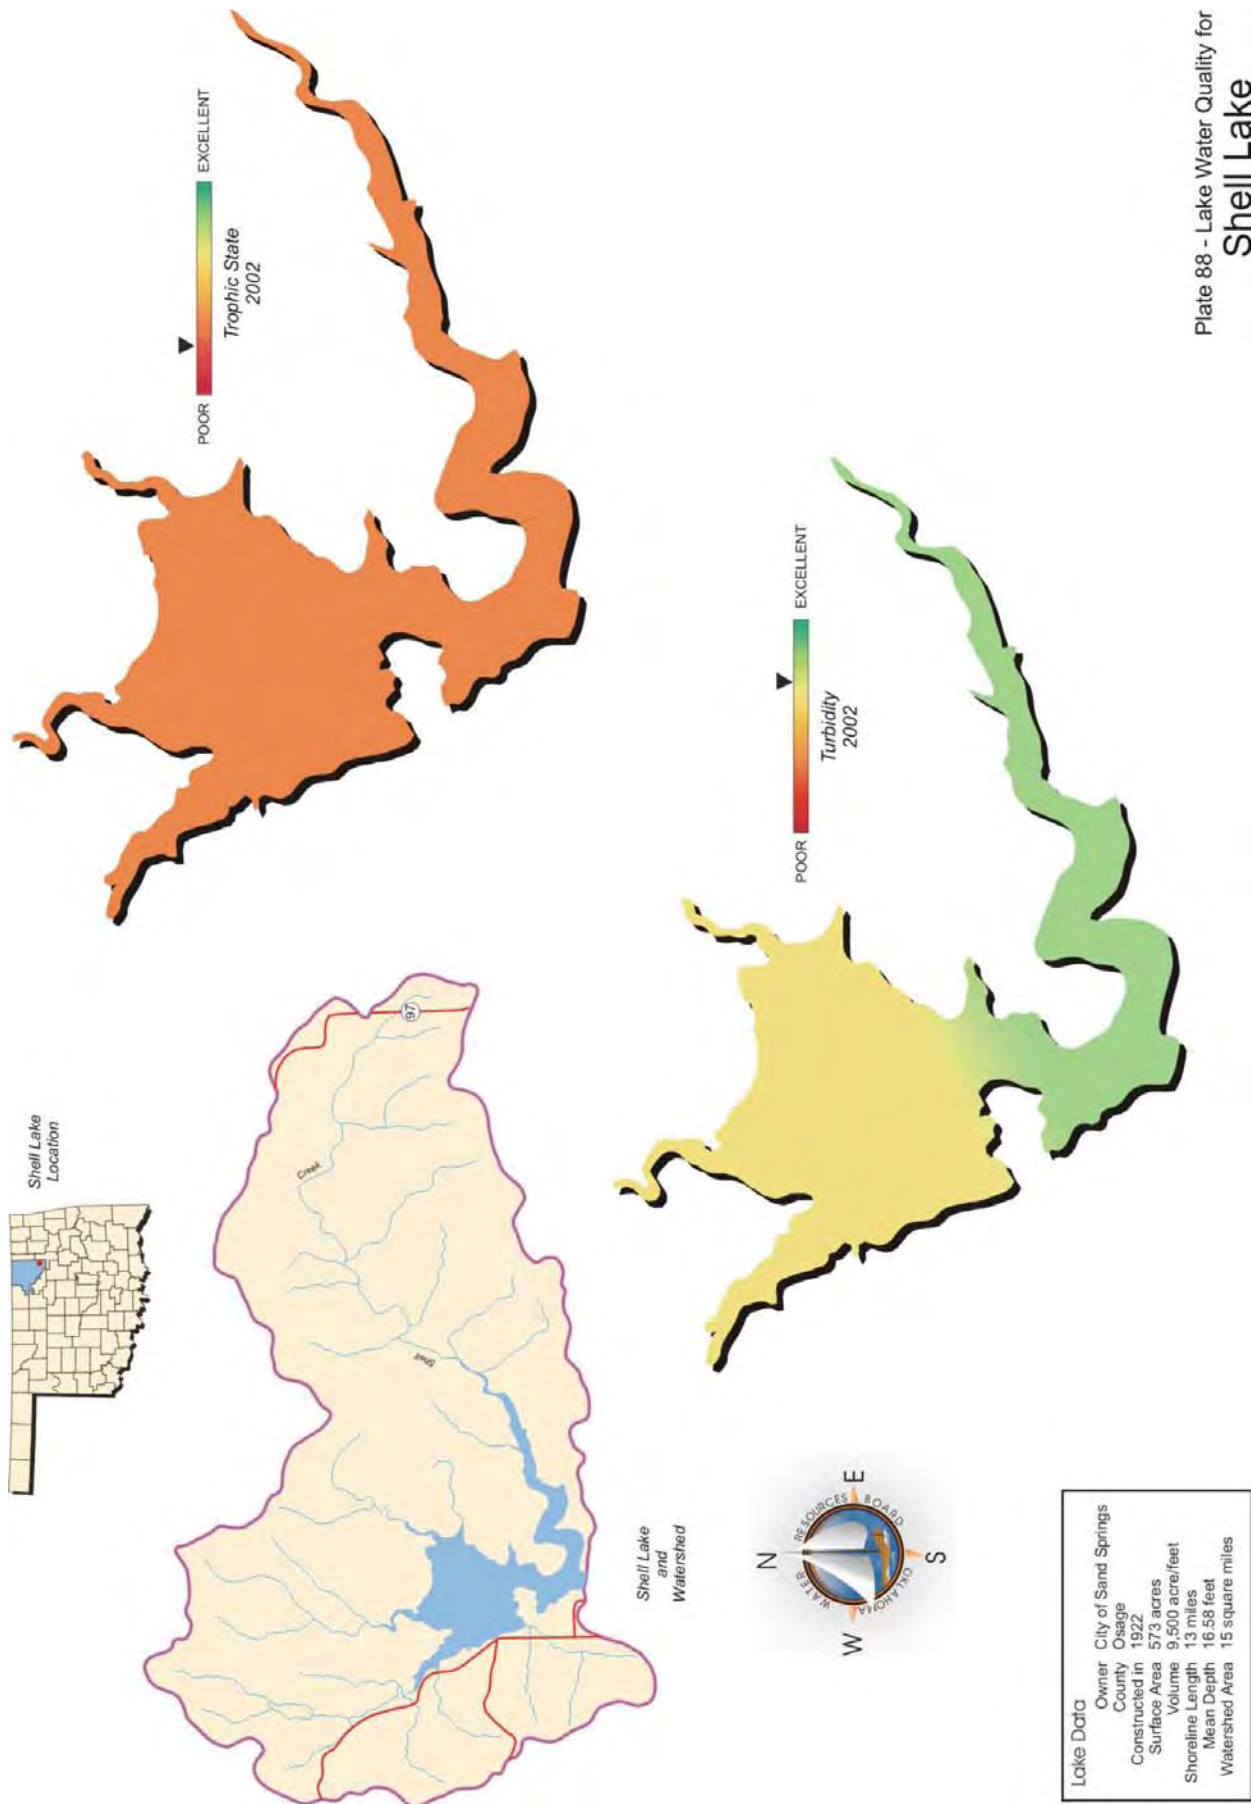 Shell Lake
Location
Creek
Shell
97
Shell Lake
and
Watershed
POOR
EXCELLENT
Trophic State
2002
POOR
EXCELLENT
Turbidity
2002
N
W
E
S
WATER RESOURCES BOARD
OKLAHOMA
Lake Data
Owner City of Sand Springs
County Osage
Constructed in 1922
Surface Area 573 acres
Volume 9,500 acre/feet
Shoreline Length 13 miles
Mean Depth 16.58 feet
Watershed Area 15 square miles
Plate 88 - Lake Water Quality for
Shell Lake